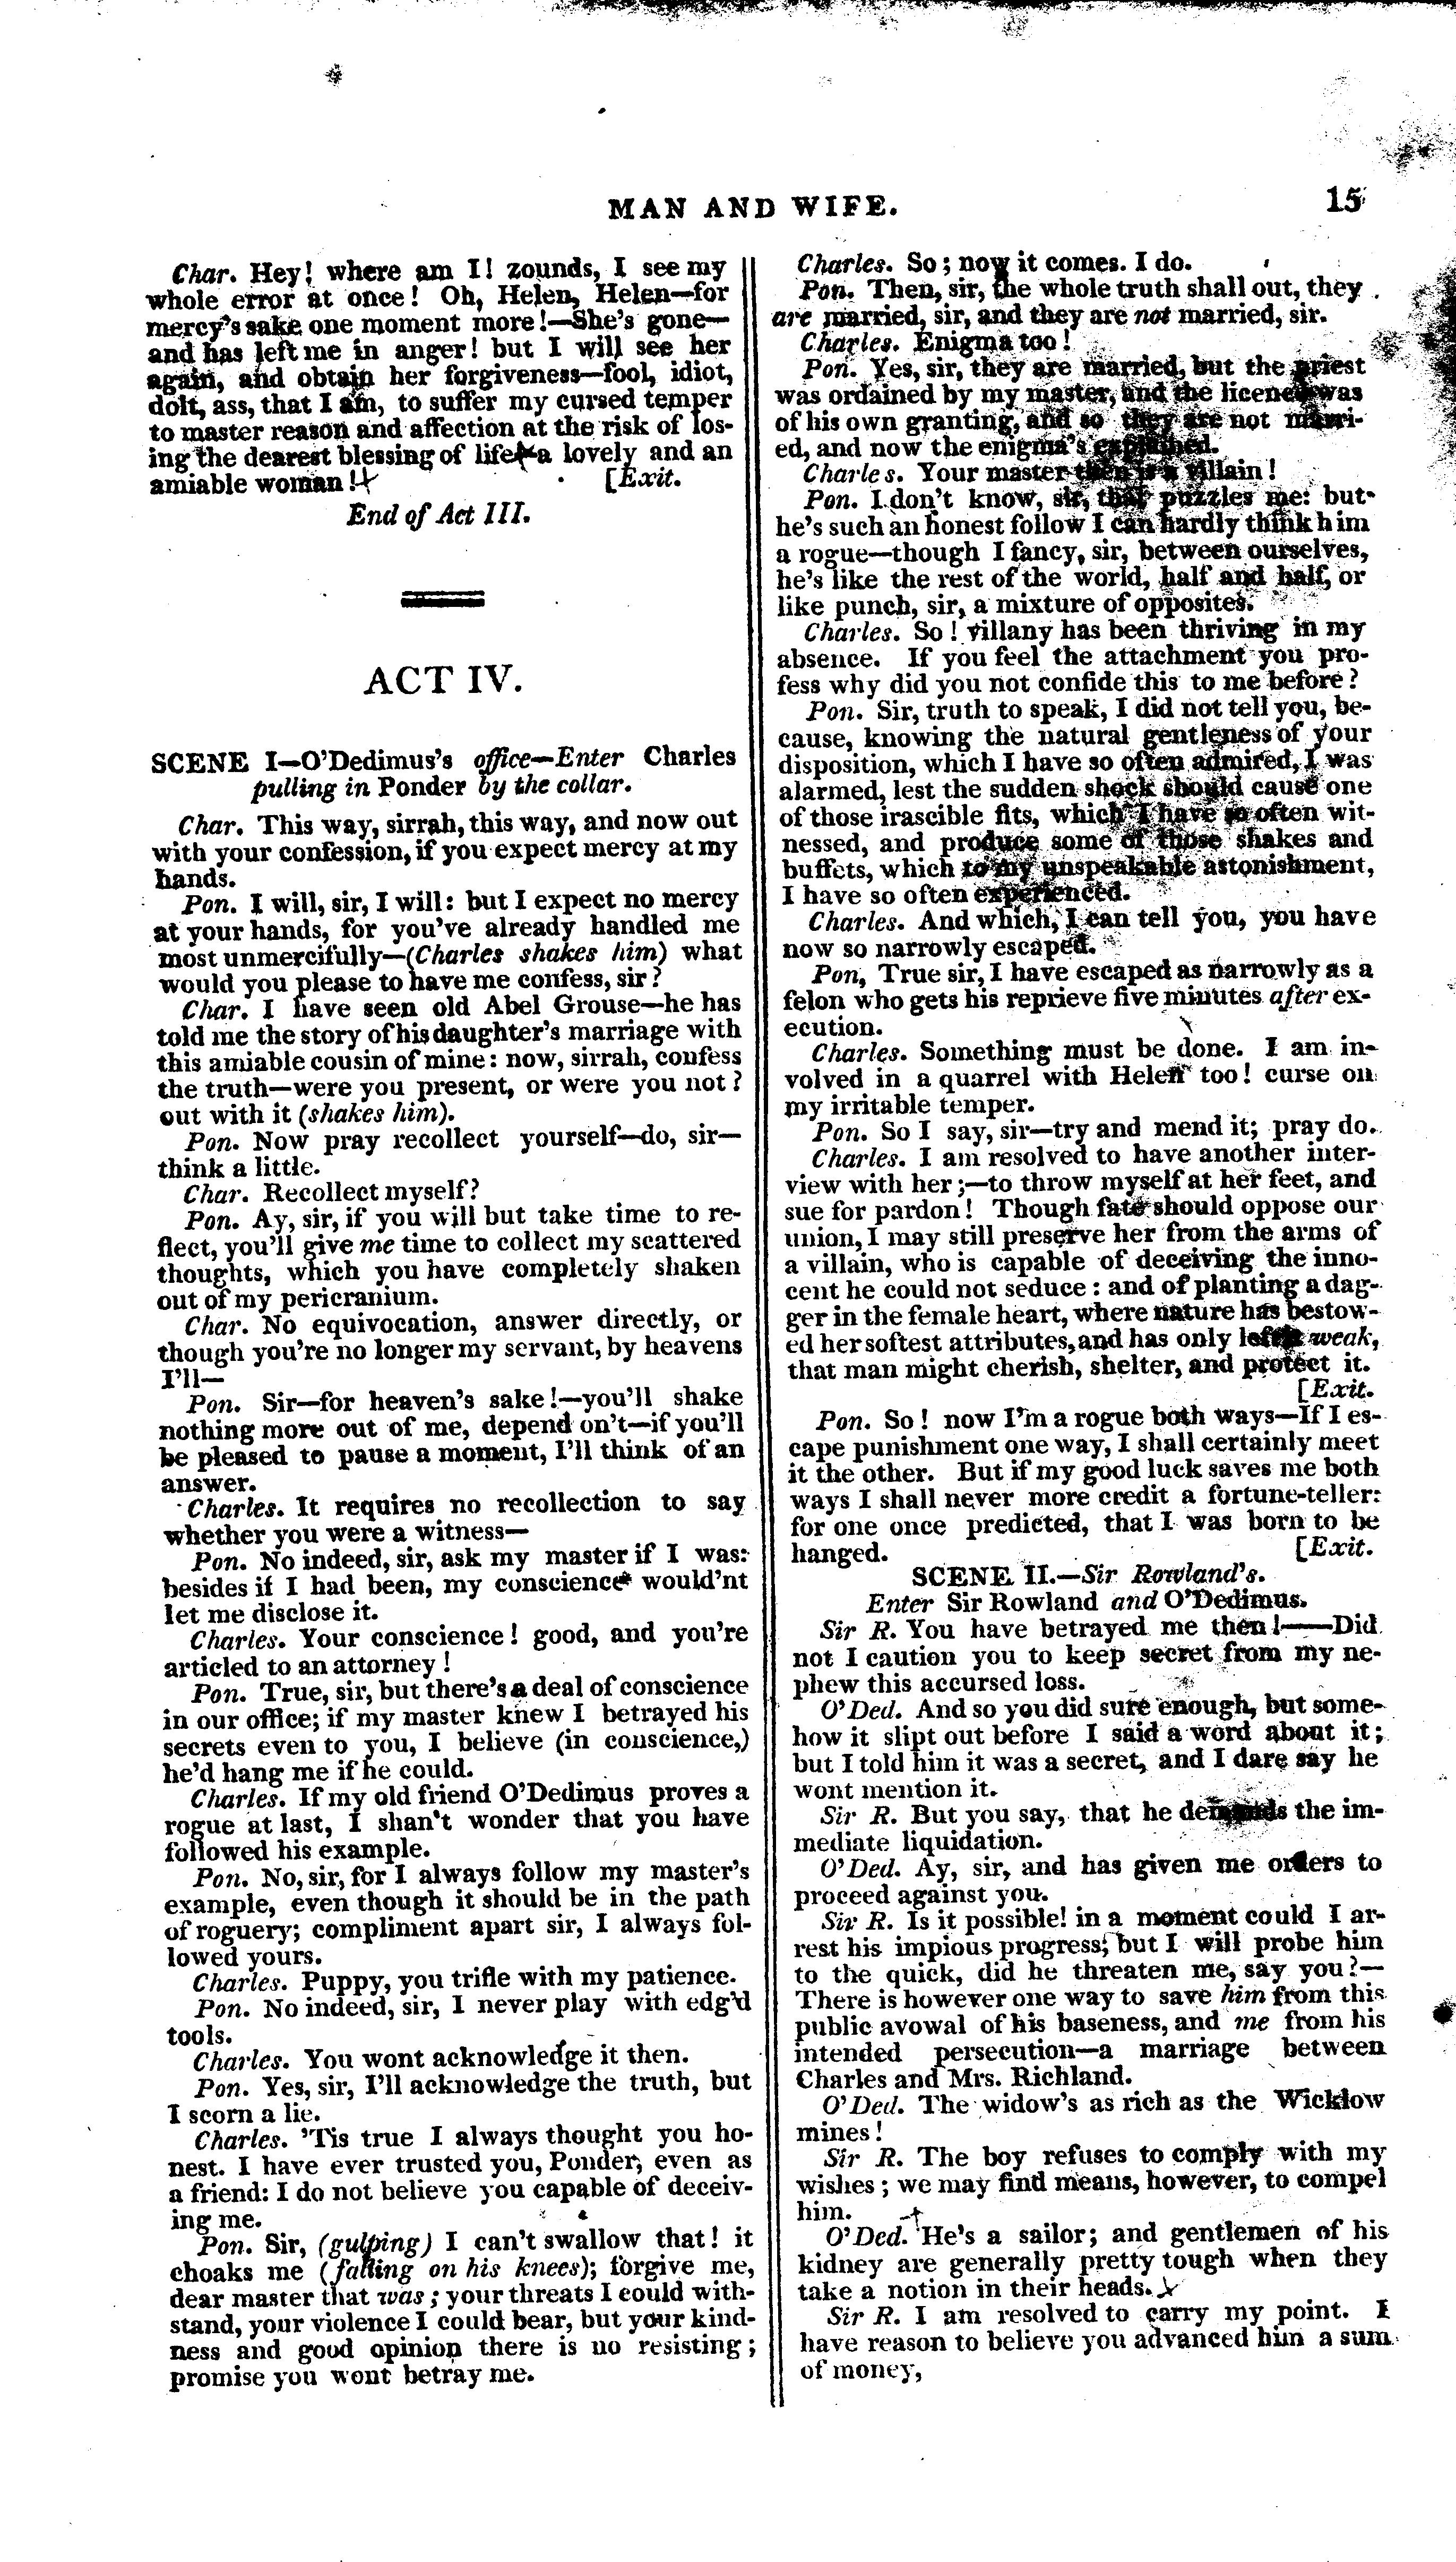 MAN AND WIFE.
15
Char. Hey! where am I! zounds, I see my
whole error at once! Oh, Helen, Helen—for
mercy's sake one moment more!—She's gone—
and has left me in anger! but I will see her
again, and obtain her forgiveness—fool, idiot,
dolt, ass, that I am, to suffer my cursed temper
to master reason and affection at the risk of los-
ing the dearest blessing of life a lovely and an
amiable woman!
[Exit.
End of Act III.
ACT IV.
SCENE I—O'Dedimus's office—Enter Charles
pulling in Ponder by the collar.
Char. This way, sirrah, this way, and now out
with your confession, if you expect mercy at my
hands.
Pon. I will, sir, I will: but I expect no mercy
at your hands, for you've already handled me
most unmercifully—(Charles shakes him) what
would you please to have me confess, sir?
Char. I have seen old Abel Grouse—he has
told me the story of his daughter's marriage with
this amiable cousin of mine: now, sirrah, confess
the truth—were you present, or were you not?
out with it (shakes him).
Pon. Now pray recollect yourself—do, sir—
think a little.
Char. Recollect myself?
Pon. Ay, sir, if you will but take time to re-
flect, you'll give me time to collect my scattered
thoughts, which you have completely shaken
out of my pericranium.
Char. No equivocation, answer directly, or
though you're no longer my servant, by heavens
I'll—
Pon. Sir—for heaven's sake!—you'll shake
nothing more out of me, depend on't—if you'll
be pleased to pause a moment, I'll think of an
answer.
Charles. It requires no recollection to say
whether you were a witness—
Pon. No indeed, sir, ask my master if I was:
besides if I had been, my conscience would'nt
let me disclose it.
Charles. Your conscience! good, and you're
articled to an attorney!
Pon. True, sir, but there's a deal of conscience
in our office; if my master knew I betrayed his
secrets even to you, I believe (in conscience,)
he'd hang me if he could.
Charles. If my old friend O'Dedimus proves a
rogue at last, I shan't wonder that you have
followed his example.
Pon. No, sir, for I always follow my master's
example, even though it should be in the path
of roguery; compliment apart sir, I always fol-
lowed yours.
Charles. Puppy, you trifle with my patience.
Pon. No indeed, sir, I never play with edg'd
tools.
Charles. You wont acknowledge it then.
Pon. Yes, sir, I'll acknowledge the truth, but
I scorn a lie.
Charles. 'Tis true I always thought you ho-
nest. I have ever trusted you, Ponder, even as
a friend: I do not believe you capable of deceiv-
ing me.
Pon. Sir, (gulping) I can't swallow that! it
choaks me (falling on his knees); forgive me,
dear master that was; your threats I could with-
stand, your violence I could bear, but your kind-
ness and good opinion there is no resisting;
promise you wont betray me.
Charles. So; now it comes. I do.
Pon. Then, sir, the whole truth shall out, they
are married, sir, and they are not married, sir.
Charles. Enigma too!
Pon. Yes, sir, they are married, but the priest
was ordained by my master, and the licence was
of his own granting, and so they are not marri-
ed, and now the enigma's explained.
Charles. Your master then is a villain!
Pon. I don't know, sir, that puzzles me: but
he's such an honest follow I can hardly think him
a rogue—though I fancy, sir, between ourselves,
he's like the rest of the world, half and half, or
like punch, sir, a mixture of opposites.
Charles. So! villany has been thriving in my
absence. If you feel the attachment you pro-
fess why did you not confide this to me before?
Pon. Sir, truth to speak, I did not tell you, be-
cause, knowing the natural gentleness of your
disposition, which I have so often admired, I was
alarmed, lest the sudden shock should cause one
of those irascible fits, which I have so often wit-
nessed, and produce some of those shakes and
buffets, which to my unspeakable astonishment,
I have so often experienced.
Charles. And which, I can tell you, you have
now so narrowly escaped.
Pon, True sir, I have escaped as narrowly as a
felon who gets his reprieve five minutes after ex-
ecution.
Charles. Something must be done. I am in-
volved in a quarrel with Helen too! curse on
my irritable temper.
Pon. So I say, sir—try and mend it; pray do.
Charles. I am resolved to have another inter-
view with her;—to throw myself at her feet, and
sue for pardon! Though fate should oppose our
union, I may still preserve her from the arms of
a villain, who is capable of deceiving the inno-
cent he could not seduce: and of planting a dag-
ger in the female heart, where nature has bestow-
ed her softest attributes, and has only left it weak,
that man might cherish, shelter, and protect it.
[Exit.
Pon. So! now I'm a rogue both ways—If I es-
cape punishment one way, I shall certainly meet
it the other. But if my good luck saves me both
ways I shall never more credit a fortune-teller:
for one once predicted, that I was born to be
hanged.
[Exit.
SCENE II.—Sir Rowland's.
Enter Sir Rowland and O'Dedimus.
Sir R. You have betrayed me then!——Did
not I caution you to keep secret from my ne-
phew this accursed loss.
O'Ded. And so you did sure enough, but some-
how it slipt out before I said a word about it;
but I told him it was a secret, and I dare say he
wont mention it.
Sir R. But you say, that he demands the im-
mediate liquidation.
O'Ded. Ay, sir, and has given me orders to
proceed against you.
Sir R. Is it possible! in a moment could I ar-
rest his impious progress; but I will probe him
to the quick, did he threaten me, say you?—
There is however one way to save him from this
public avowal of his baseness, and me from his
intended persecution—a marriage between
Charles and Mrs. Richland.
O'Ded. The widow's as rich as the Wicklow
mines!
Sir R. The boy refuses to comply with my
wishes; we may find means, however, to compel
him.
O'Ded. He's a sailor; and gentlemen of his
kidney are generally pretty tough when they
take a notion in their heads.
Sir R. I am resolved to carry my point. I
have reason to believe you advanced him a sum
of money,